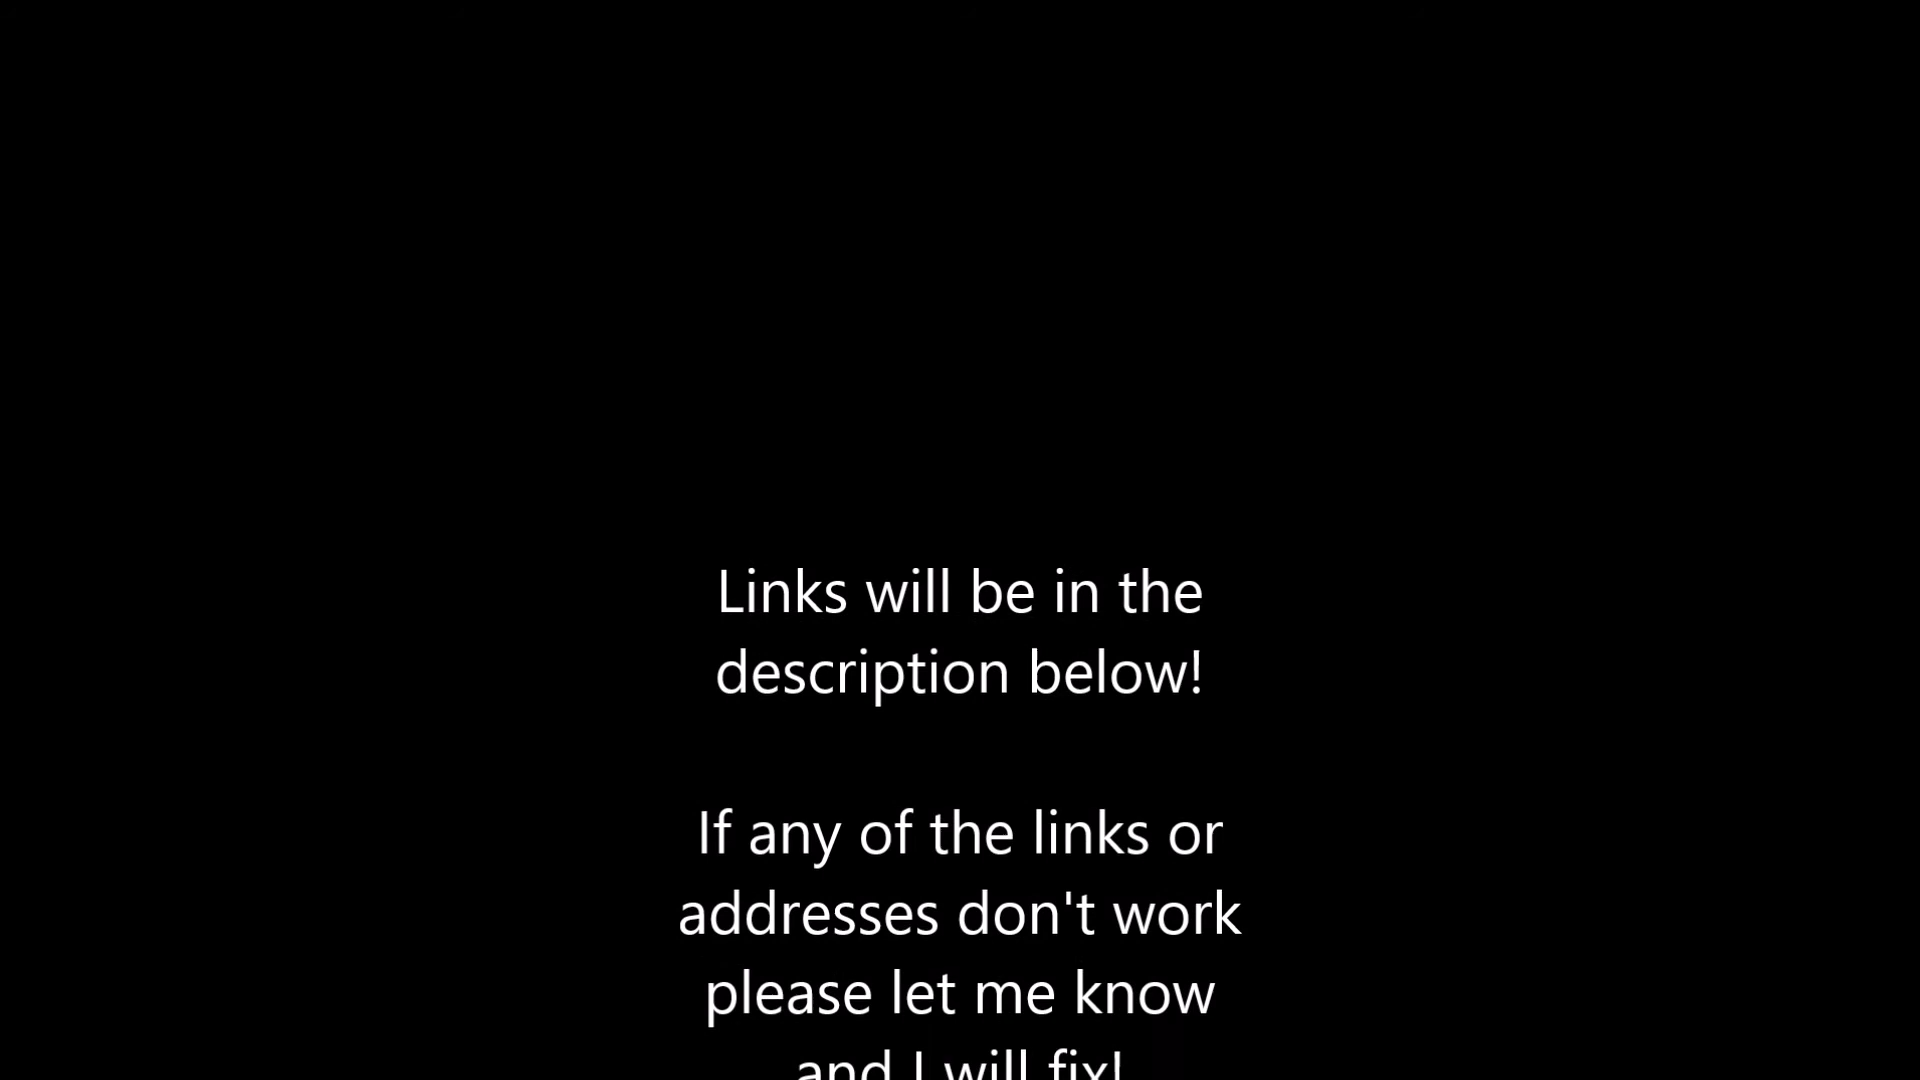 Links will be in the
description below!
If any of the links or
addresses don't work
please let me know
and I will fix!